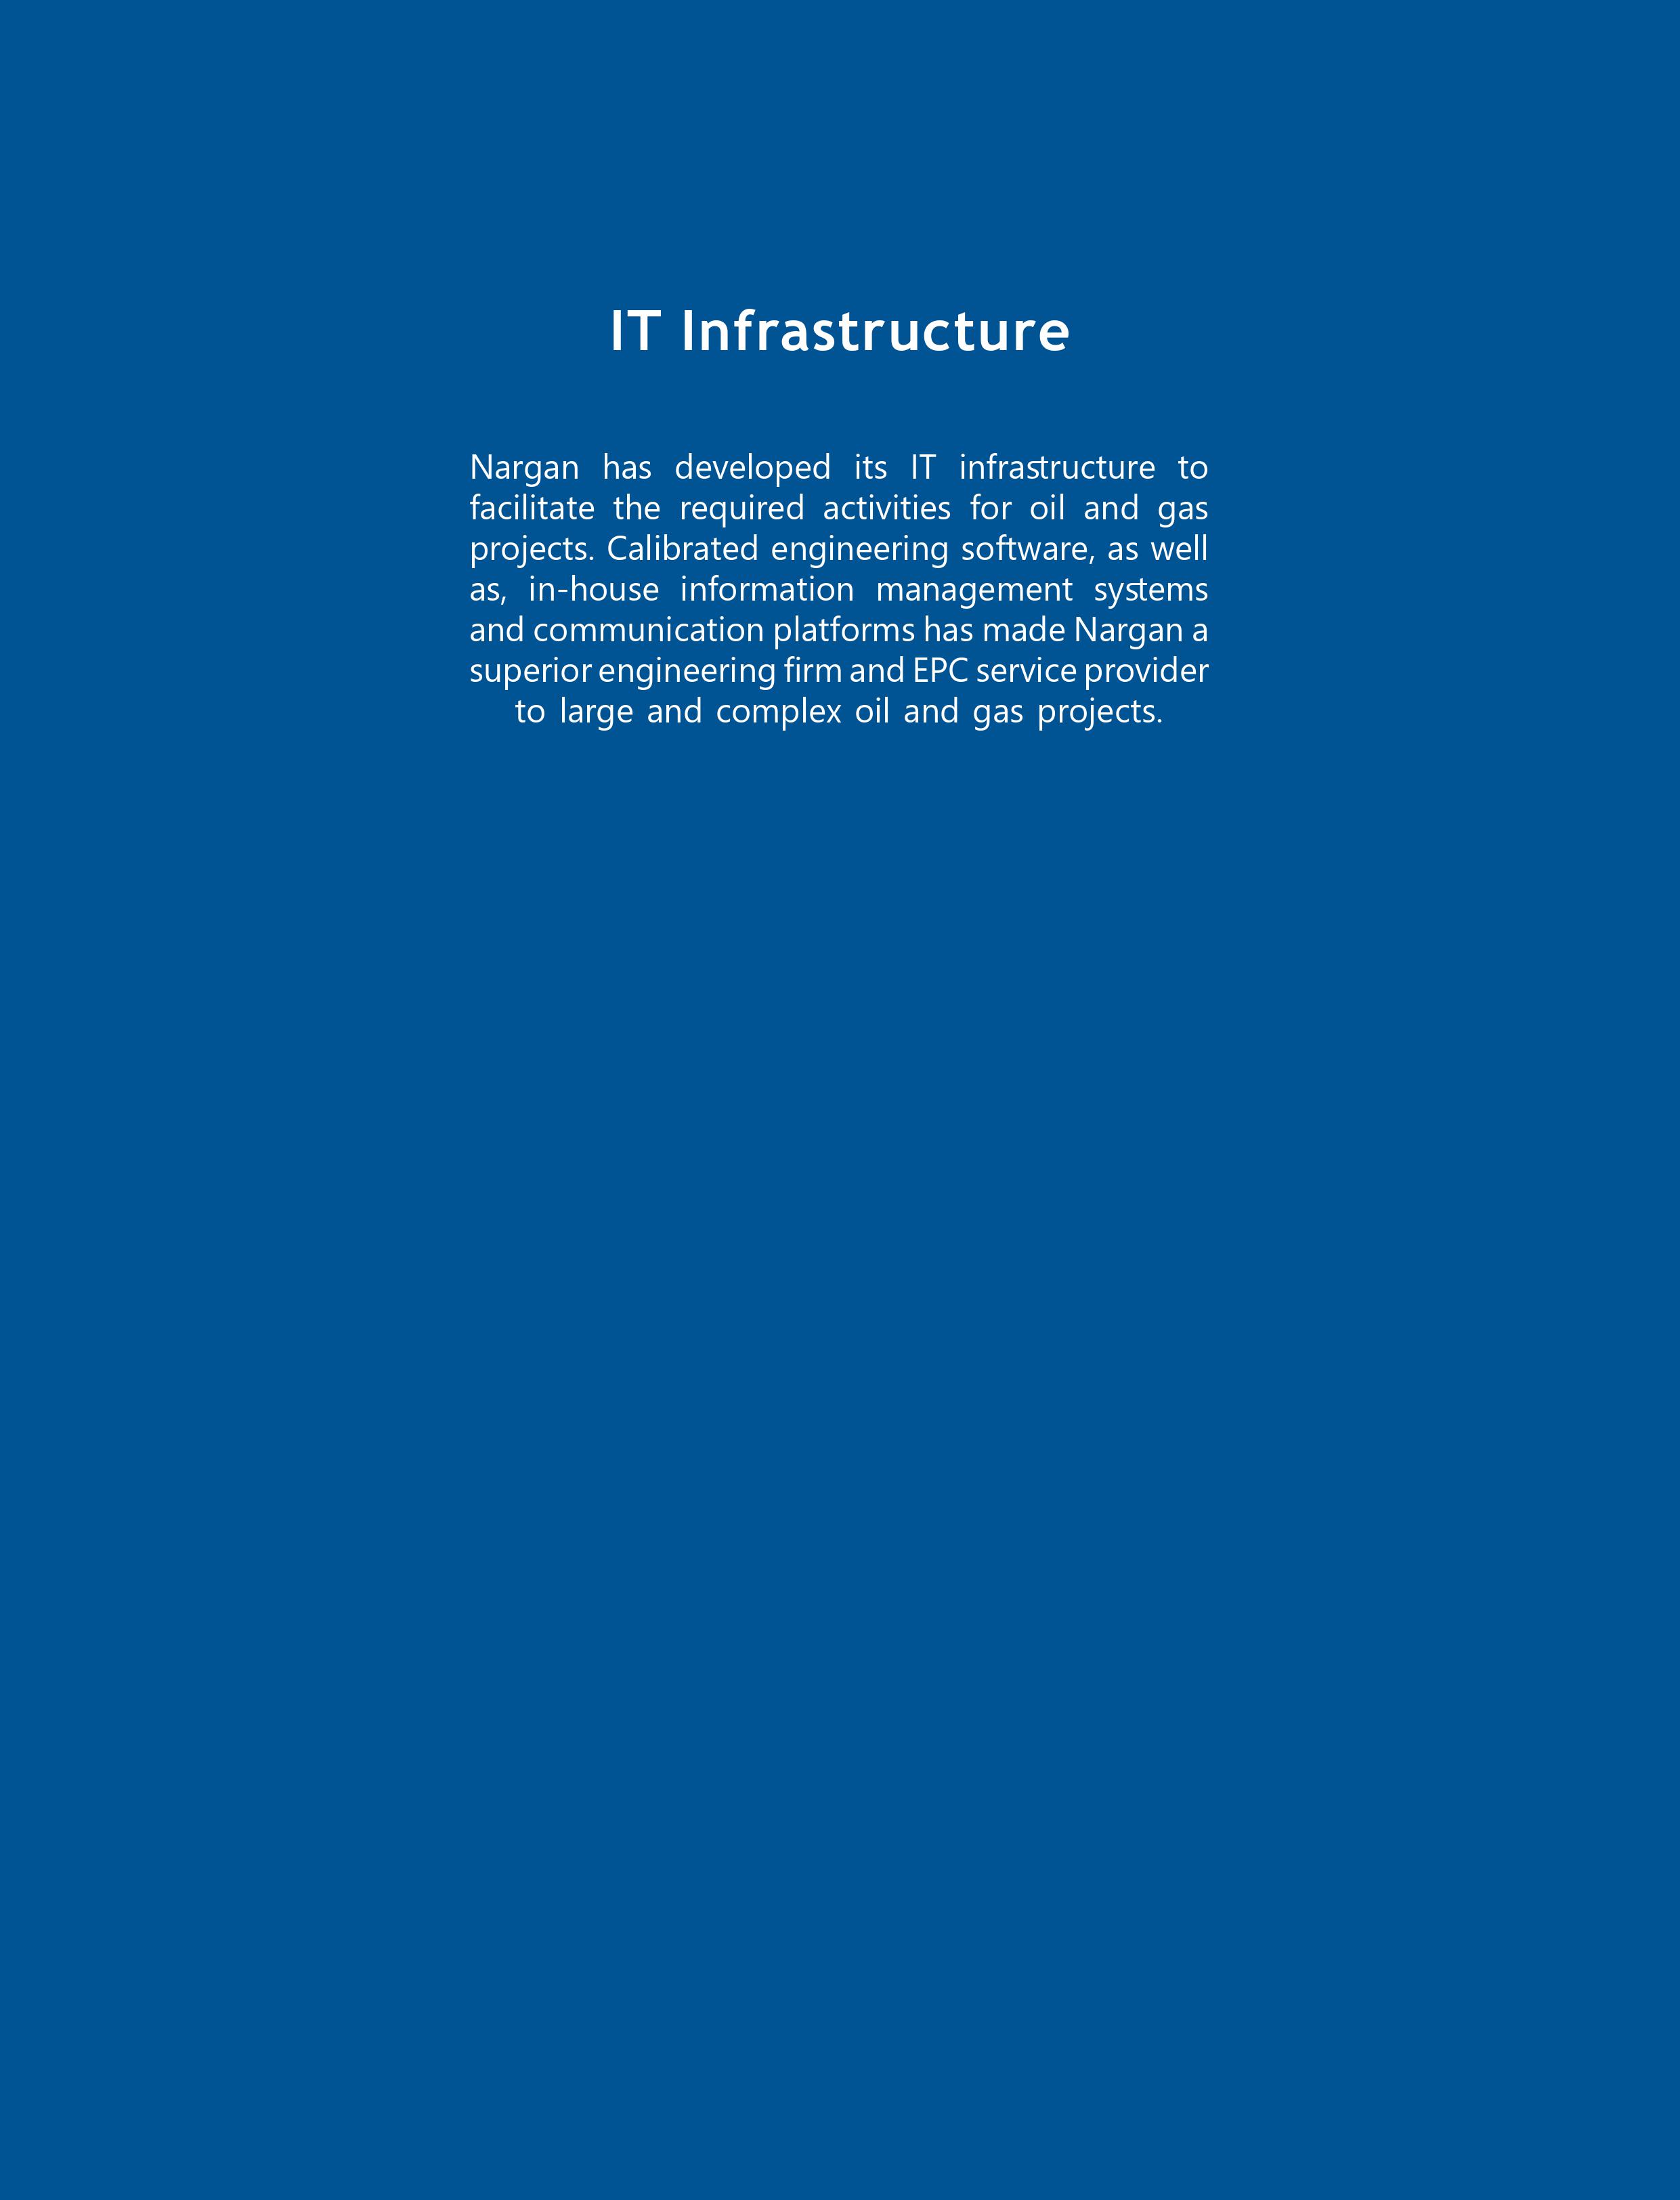 IT Infrastructure
Nargan has developed its IT infrastructure to
facilitate the required activities for oil and gas
projects. Calibrated engineering software, as well
as, in-house information management systems
and communication platforms has made Nargan a
superior engineering firm and EPC service provider
to large and complex oil and gas projects.